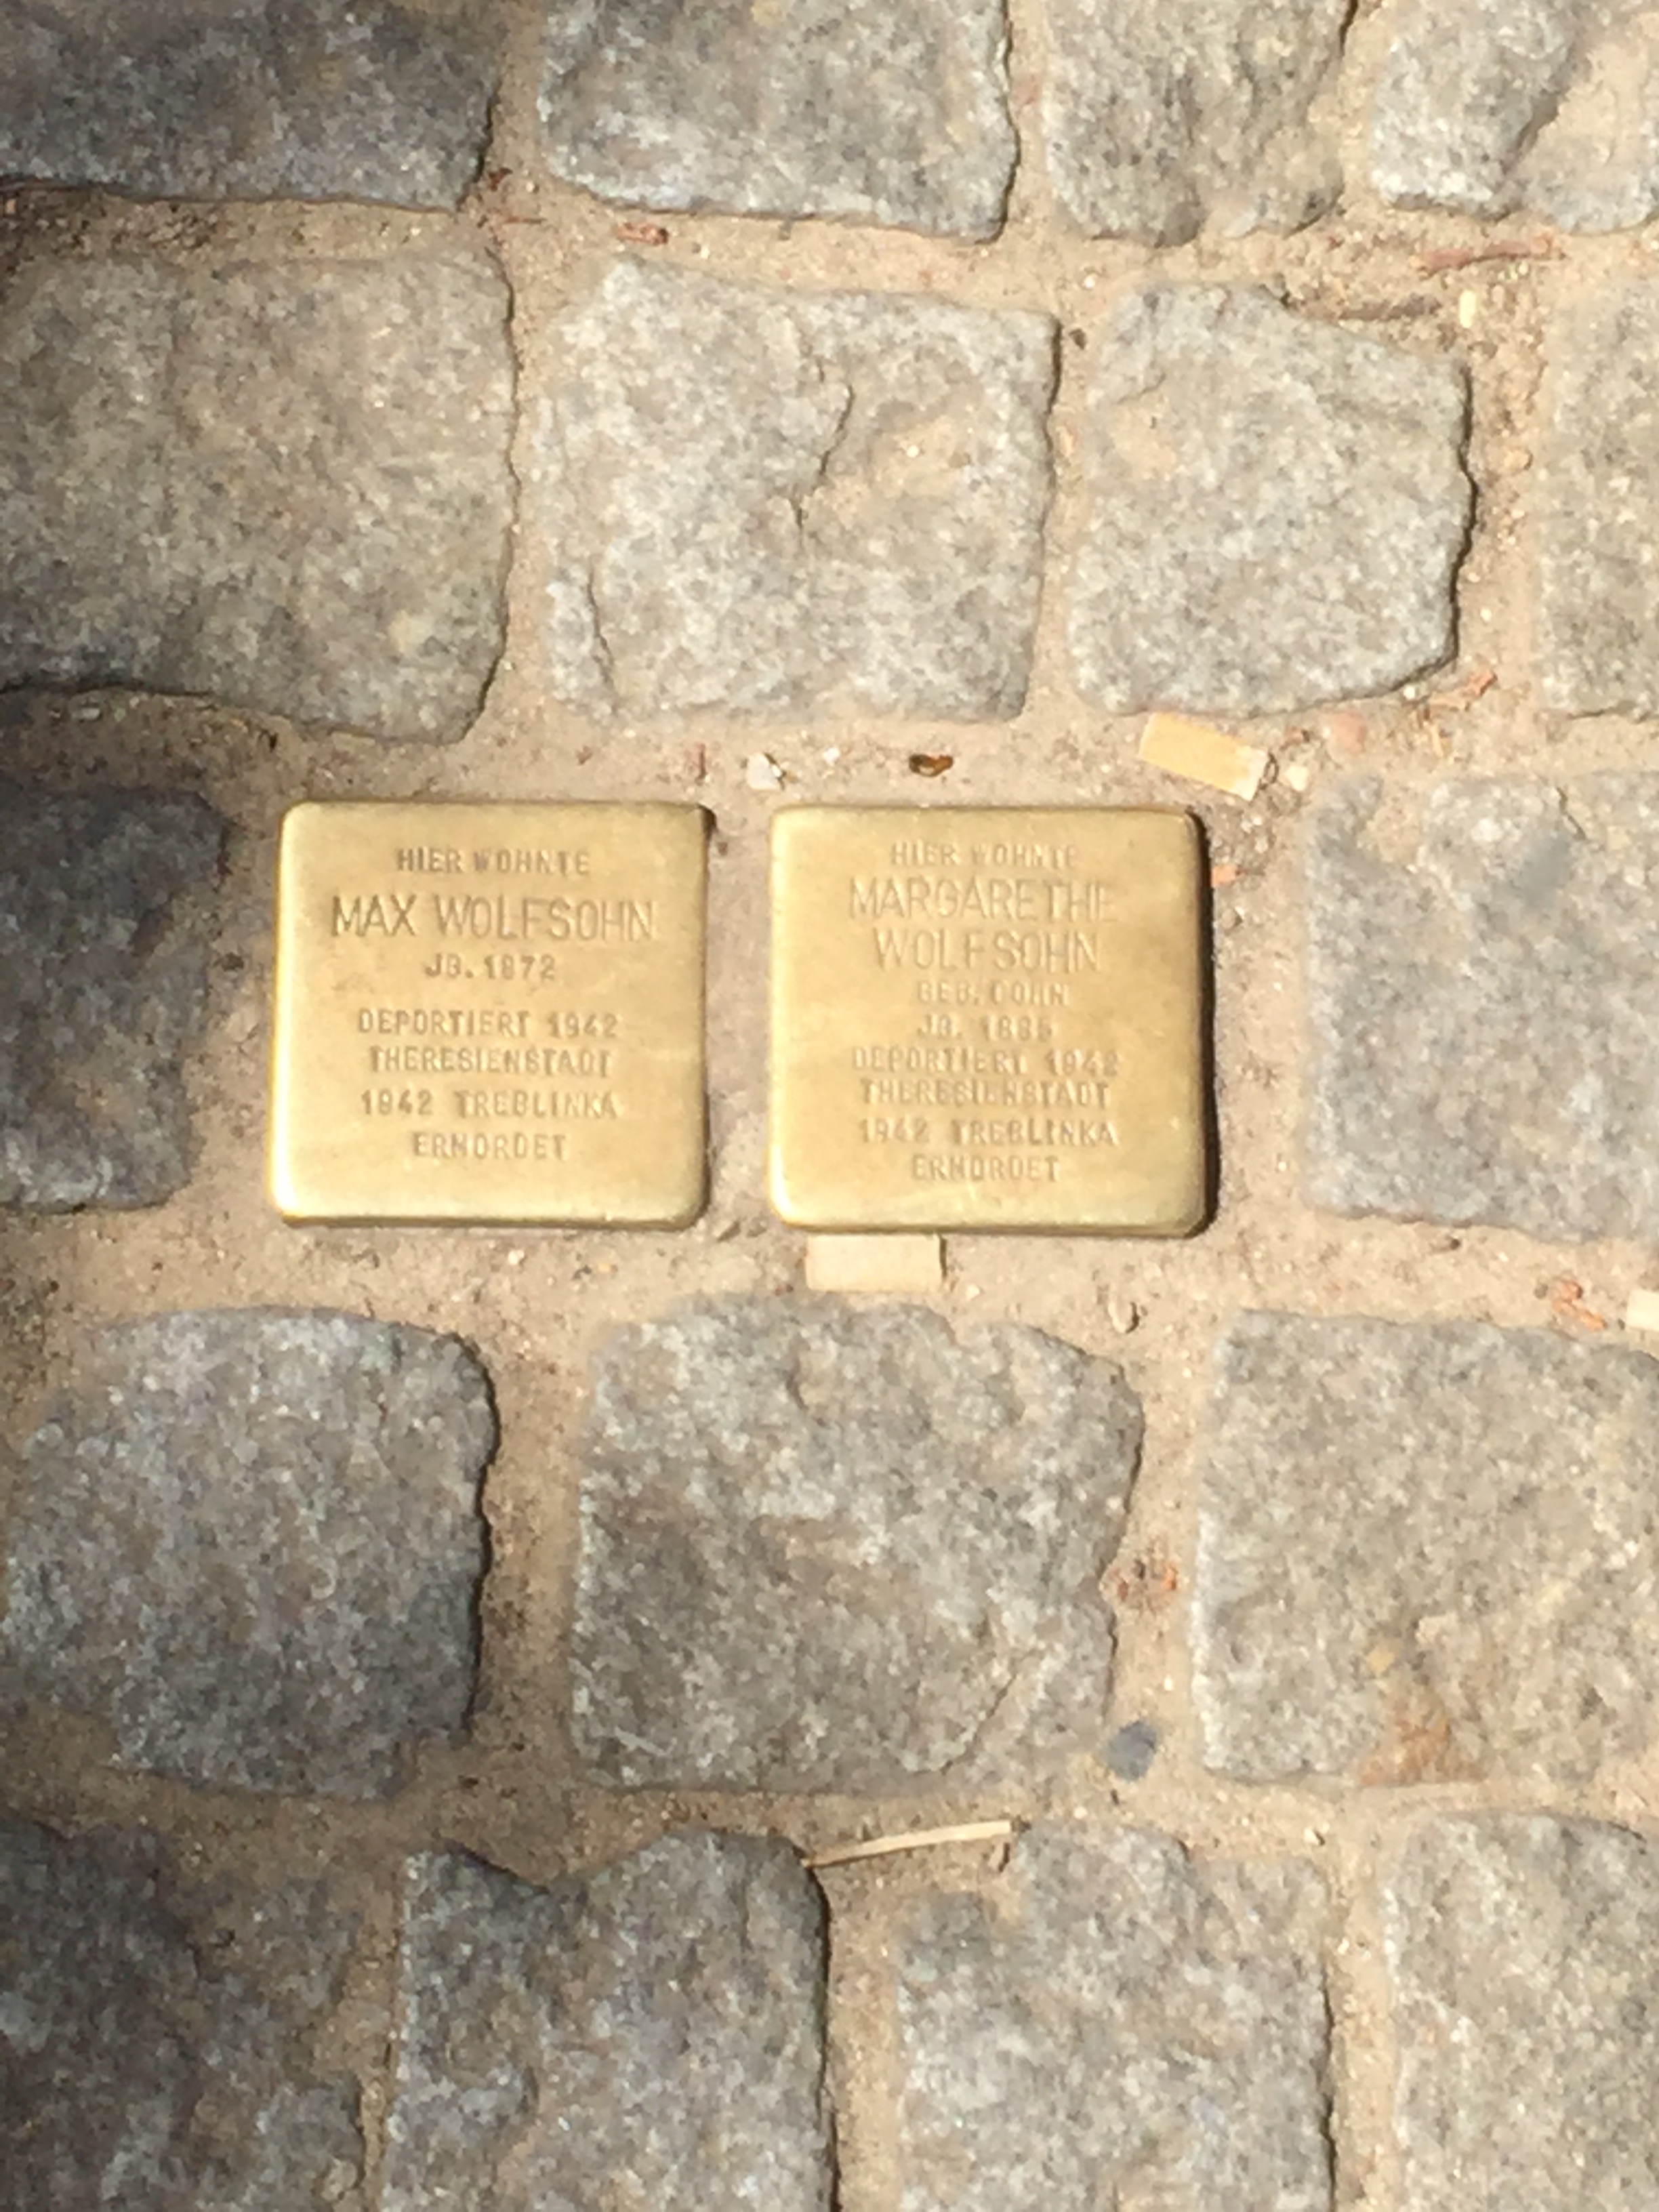 HIER WOHNTE
MAX WOLFSOHN
JG. 1872
DEPORTIERT 1942
THERESIENSTADT
1942 TREBLINKA
ERMORDET
HIER WOHNTE
MARGARETHE
WOLFSOHN
GEB.
JG.
DEPORTIERT 1942
THERESIENSTADT
1942 TREBLINKA
ERMORDET